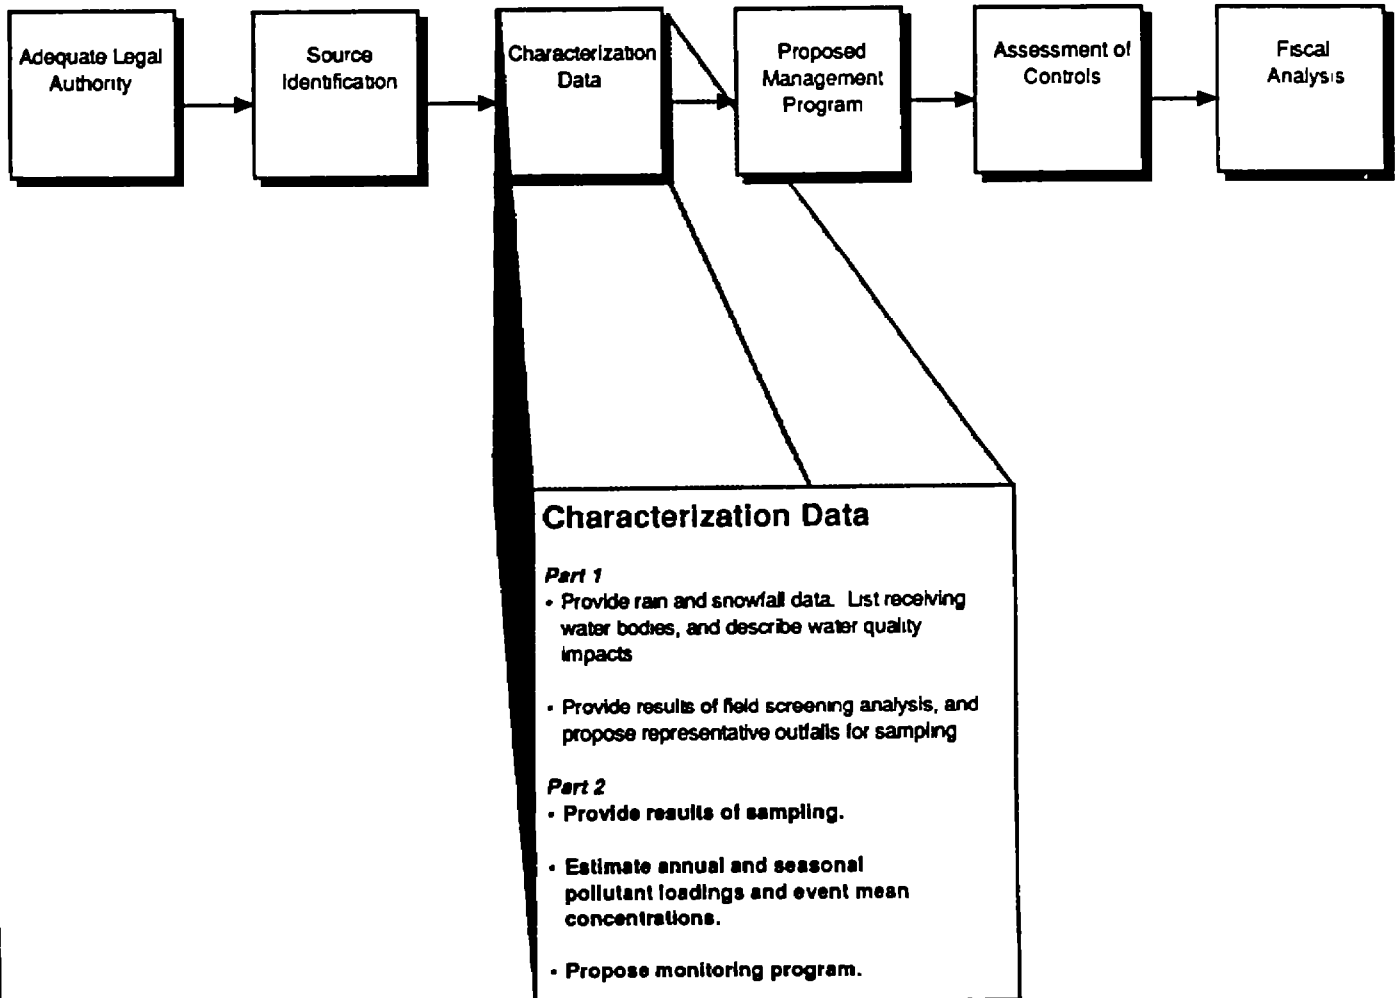 Adequate Legal
Authority
Source
Identification
Characterization
Data
Proposed
Management
Program
Assessment of
Controls
Fiscal
Analysis
Characterization Data
Part 1
• Provide rain and snowfall data. List receiving
water bodies, and describe water quality
impacts
• Provide results of field screening analysis, and
propose representative outfalls for sampling
Part 2
• Provide results of sampling.
• Estimate annual and seasonal
pollutant loadings and event mean
concentrations.
• Propose monitoring program.